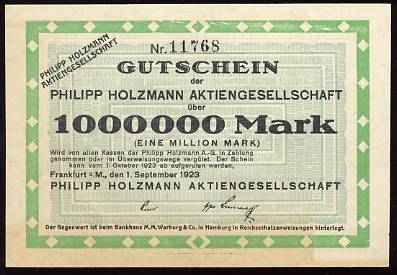 Nr. 11768
PHILIPP HOLZMANN
AKTIENGESELLSCHAFT
GUTSCHEIN
der
PHILIPP HOLZMANN AKTIENGESELLSCHAFT
über
1000000 Mark
(EINE MILLION MARK)
Wird von allen Kassen der Philipp Holzmann A.-G. in Zahlung
genommen oder im Überweisungswege vergütet. Der Schein
kann vom 1. Oktober 1923 ab aufgerufen werden.
Frankfurt a. M., den 1. September 1923
PHILIPP HOLZMANN AKTIENGESELLSCHAFT
Der Gegenwert ist beim Bankhaus M.M. Warburg & Co. in Hamburg in Reichsschatzanweisungen hinterlegt.